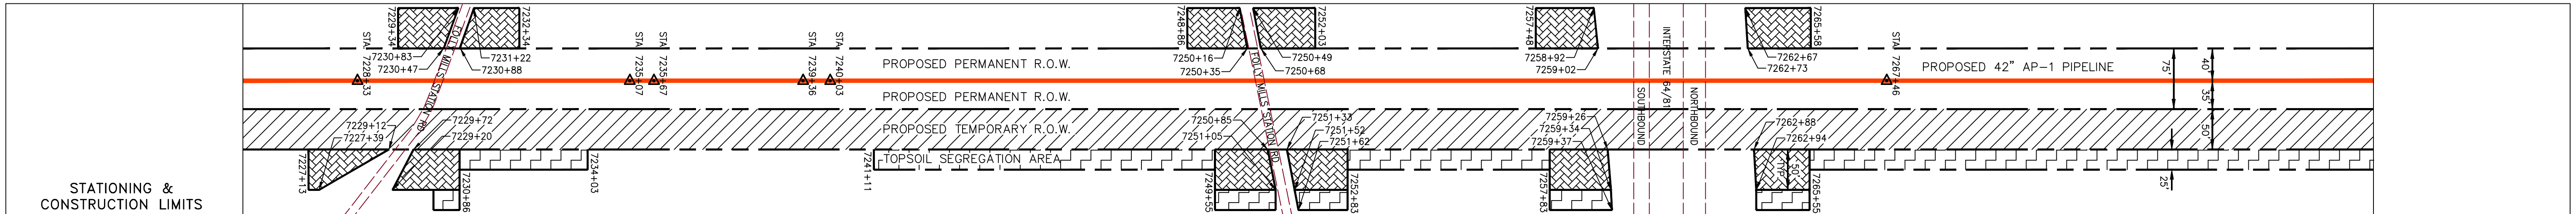 STATIONING &
CONSTRUCTION LIMITS
7229+34
7232+34
7230+83
7230+47
7231+22
7230+88
FOLLY MILLS STATION RD
STA 7228+33
7229+12
7227+39
7227+13
7229+72
7229+20
7230+86
7234+03
STA 7235+07
STA 7235+67
STA 7239+36
STA 7240+03
PROPOSED PERMANENT R.O.W.
PROPOSED PERMANENT R.O.W.
PROPOSED TEMPORARY R.O.W.
TOPSOIL SEGREGATION AREA
7241+11
7248+86
7252+03
7250+16
7250+35
7250+49
7250+68
FOLLY MILLS STATION RD
7250+85
7251+05
7251+33
7251+52
7251+62
7249+55
7252+83
7257+48
7258+92
7259+02
7259+26
7259+34
7259+37
7257+83
INTERSTATE 64/81
SOUTHBOUND
NORTHBOUND
7265+58
7262+67
7262+73
7262+88
7262+94
50'
TYP
7265+55
STA 7267+46
PROPOSED 42" AP-1 PIPELINE
75'
40'
35'
50'
25'